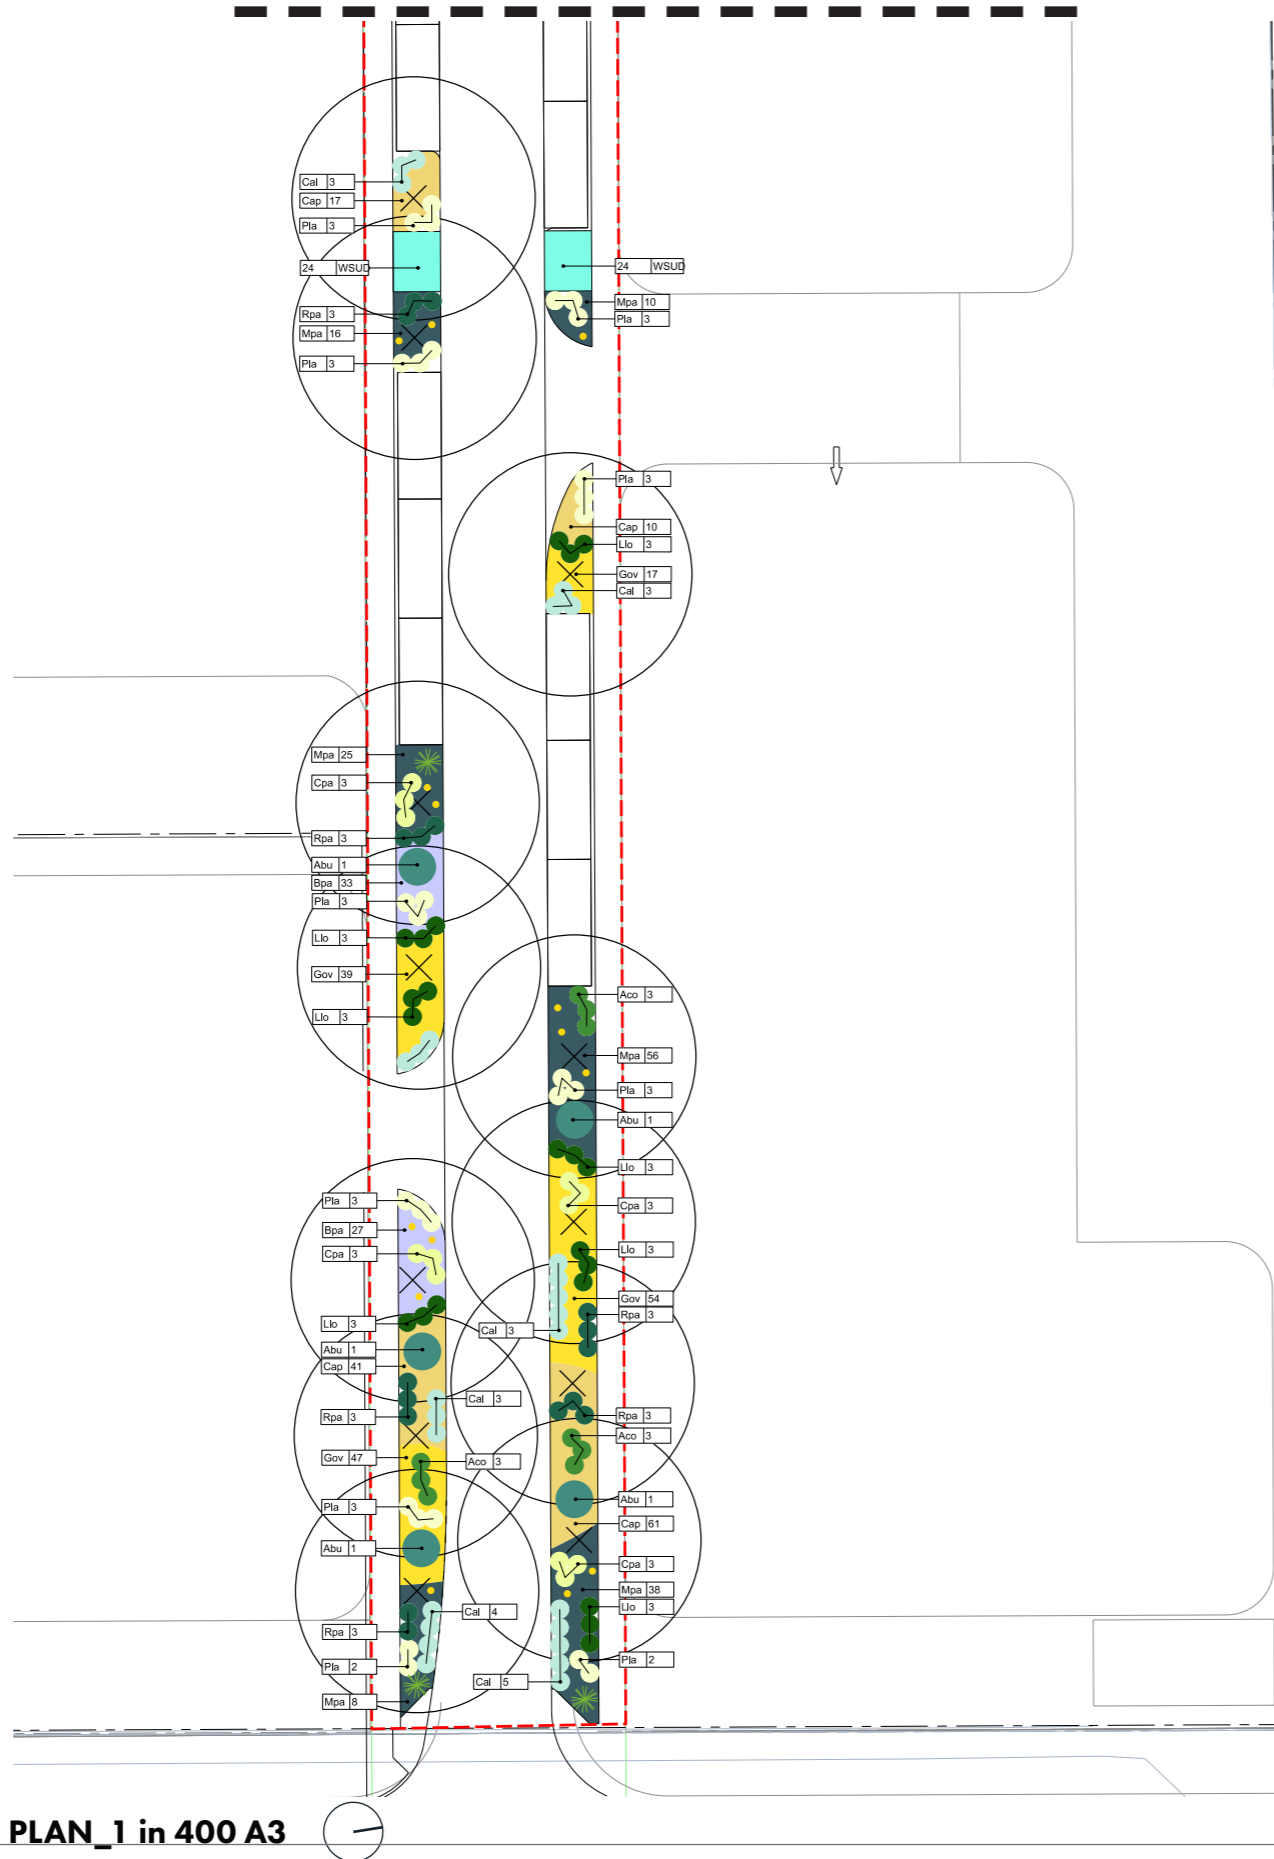 Cal 3
Cap 17
Pla 3
24 WSUD
24 WSUD
Rpa 3
Mpa 10
Mpa 16
Pla 3
Pla 3
Pla 3
Cap 10
Llo 3
Gov 17
Cal 3
Mpa 25
Cpa 3
Rpa 3
Abu 1
Bpa 33
Pla 3
Llo 3
Gov 39
Llo 3
Aco 3
Mpa 56
Pla 3
Abu 1
Llo 3
Pla 3
Cpa 3
Bpa 27
Cpa 3
Llo 3
Gov 54
Rpa 3
Llo 3
Cal 3
Abu 1
Cap 41
Cal 3
Rpa 3
Rpa 3
Aco 3
Gov 47
Aco 3
Abu 1
Pla 3
Cap 61
Abu 1
Cpa 3
Mpa 38
Llo 3
Cal 4
Rpa 3
Pla 2
Pla 2
Cal 5
Mpa 8
PLAN_1 in 400 A3